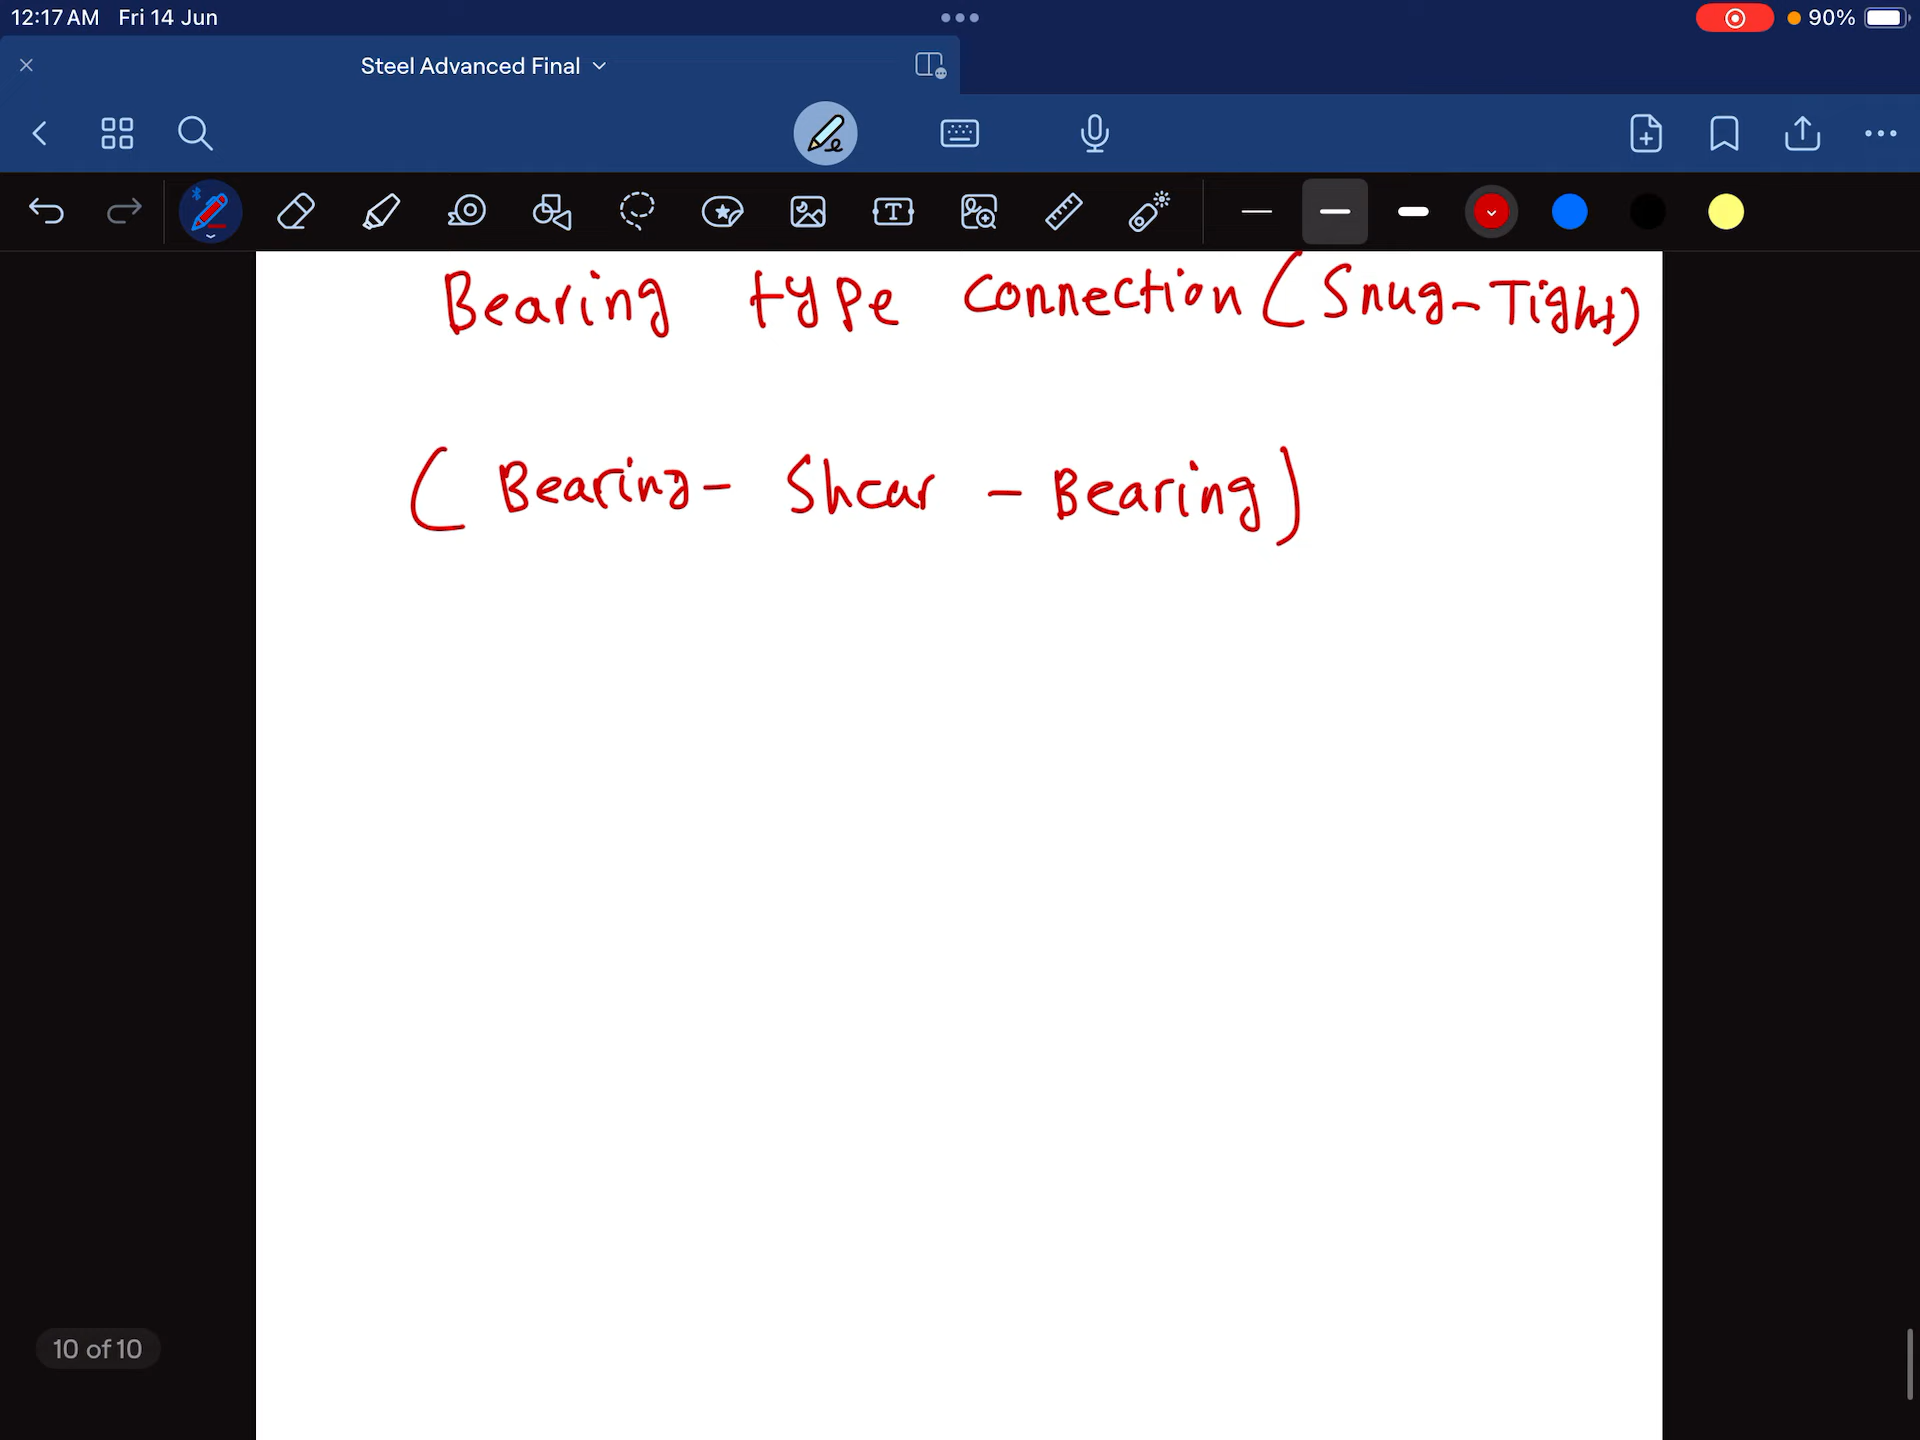 12:17 AM Fri 14 Jun
90%
Steel Advanced Final
Bearing type connection (Snug-Tight)
(Bearing - Shear - Bearing)
10 of 10